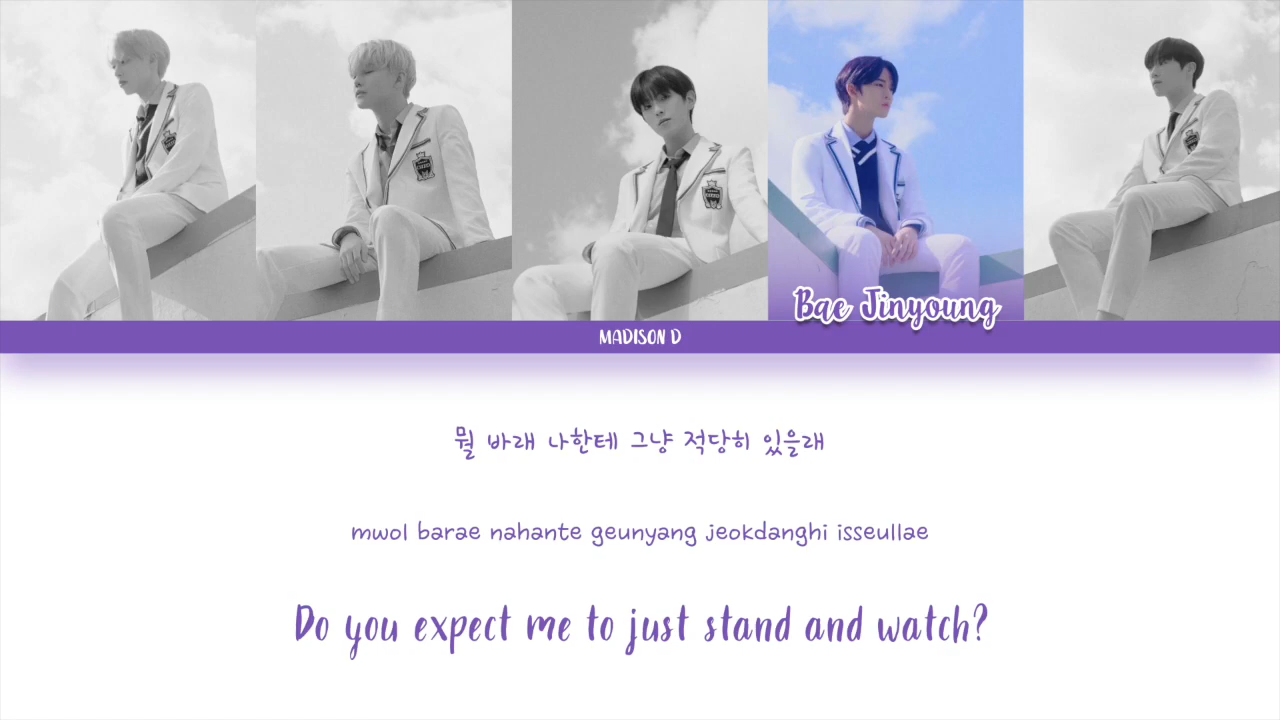 Bae Jinyoung
MADISON D
뭘 바래 나한테 그냥 적당히 있을래
mwol barae nahante geunyang jeokdanghi isseullae
Do you expect me to just stand and watch?